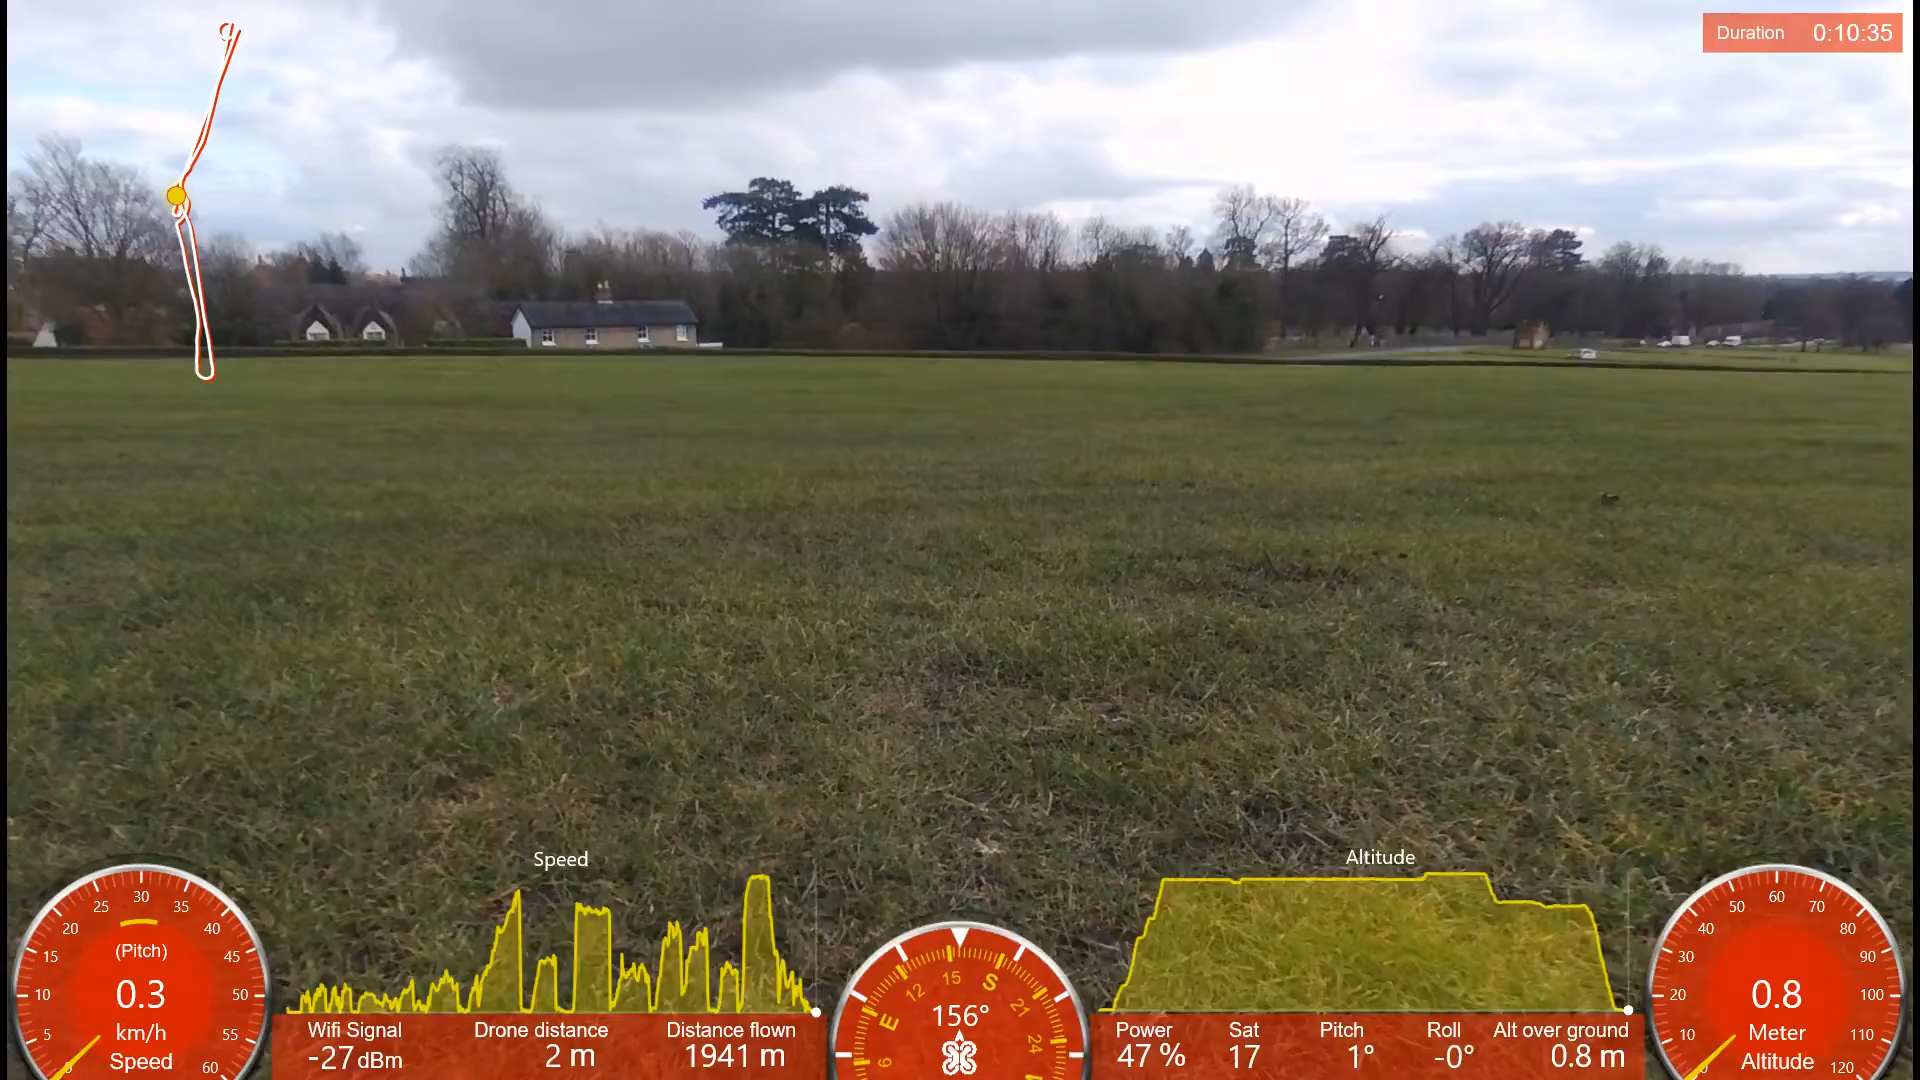 Duration 0:10:35
Speed
Altitude
0 5 10 15 20 25 30 35 40 45 50 55 60
(Pitch)
0.3
km/h
Speed
Wifi Signal Drone distance Distance flown
-27 dBm 2 m 1941 m
6 E 12 15 S 21 24
156°
Power Sat Pitch Roll Alt over ground
47 % 17 1° -0° 0.8 m
0 10 20 30 40 50 60 70 80 90 100 110 120
0.8
Meter
Altitude